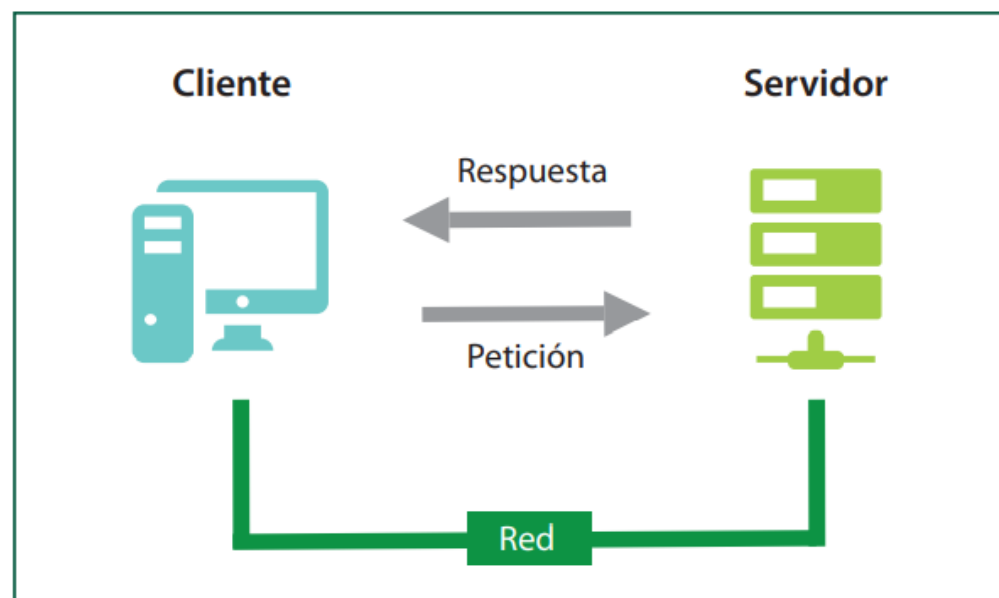 Cliente
Servidor
Respuesta
Petición
Red